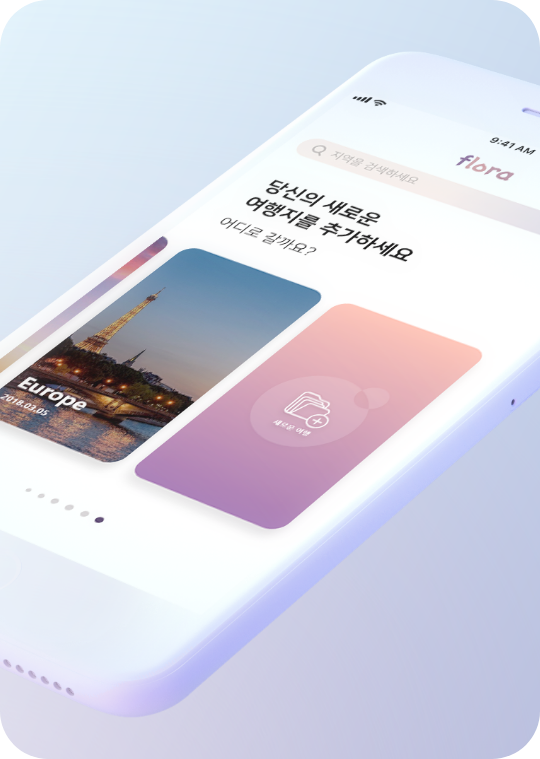 9:41 AM
flora
지역을 검색하세요
당신의 새로운
여행지를 추가하세요
어디로 갈까요?
Europe
2018.03.05
새로운 여행